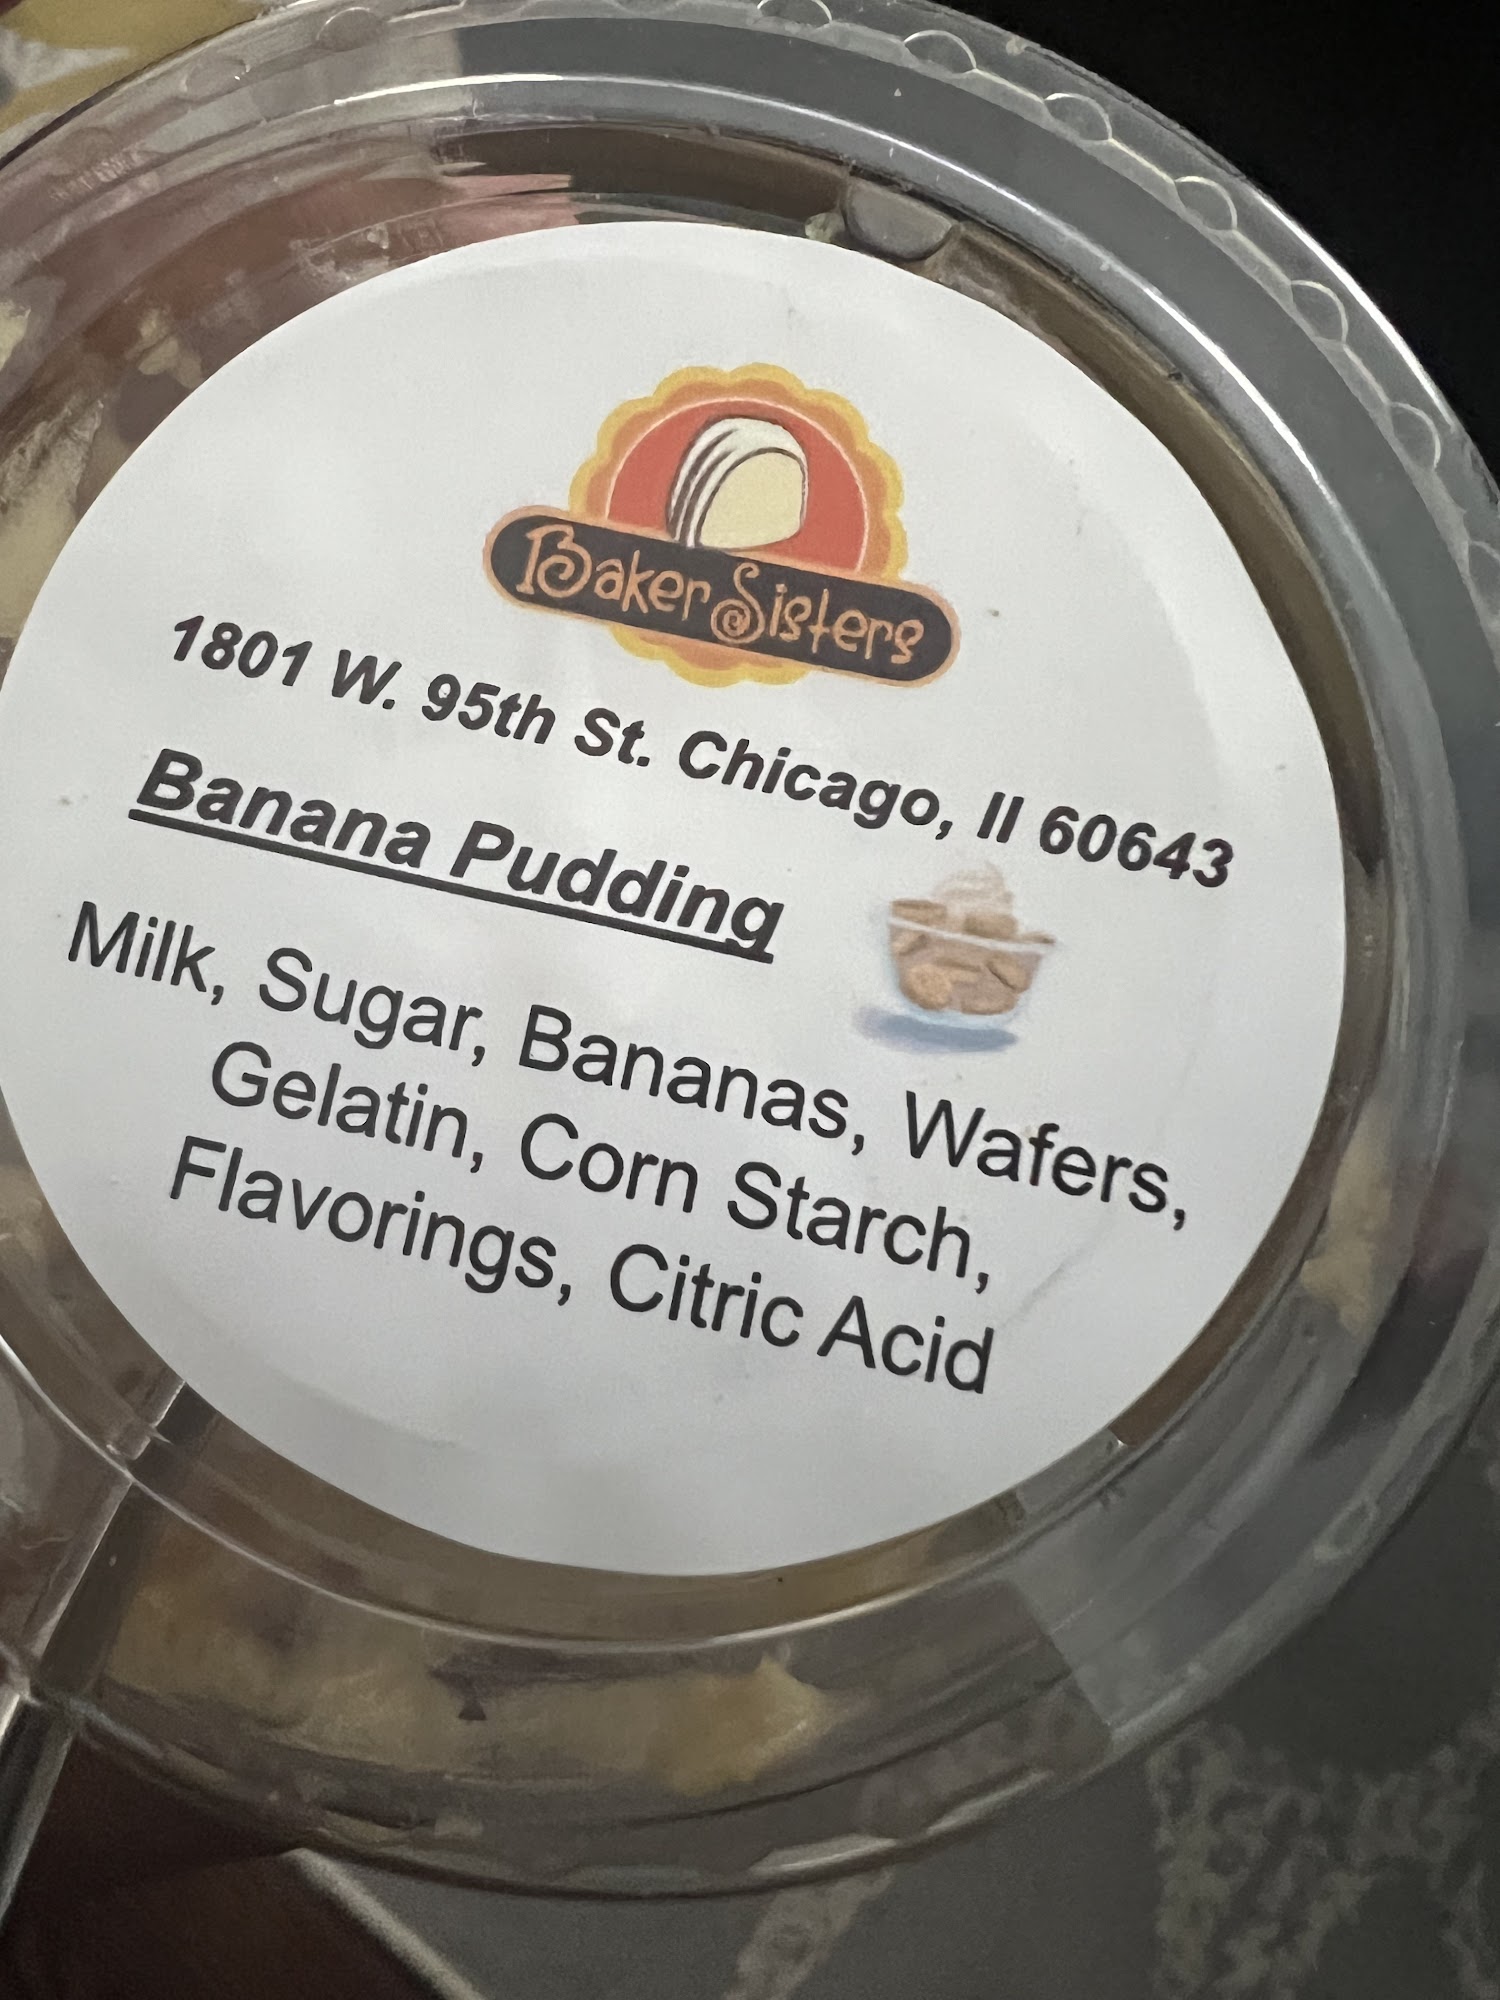 Baker Sisters
1801 W. 95th St. Chicago, Il 60643
Banana Pudding
Milk, Sugar, Bananas, Wafers,
Gelatin, Corn Starch,
Flavorings, Citric Acid